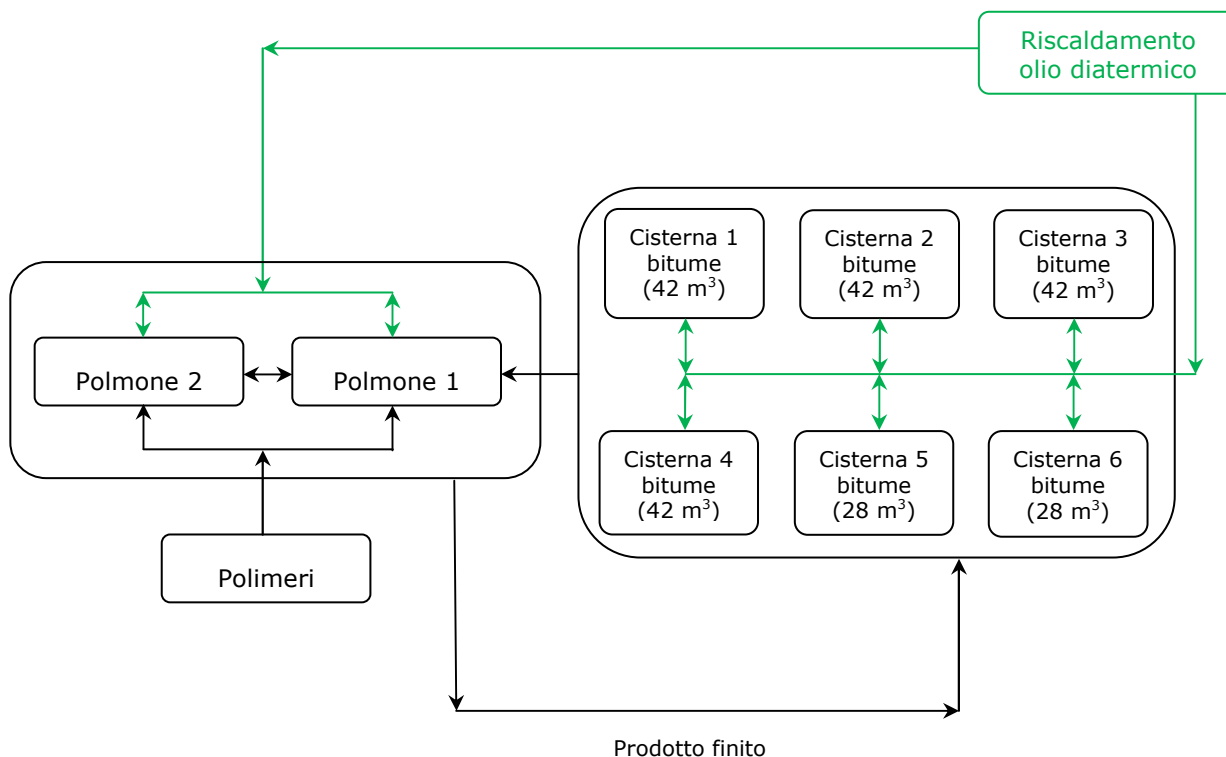 Riscaldamento
olio diatermico
Cisterna 1
bitume
(42 m³)
Cisterna 2
bitume
(42 m³)
Cisterna 3
bitume
(42 m³)
Polmone 2
Polmone 1
Cisterna 4
bitume
(42 m³)
Cisterna 5
bitume
(28 m³)
Cisterna 6
bitume
(28 m³)
Polimeri
Prodotto finito